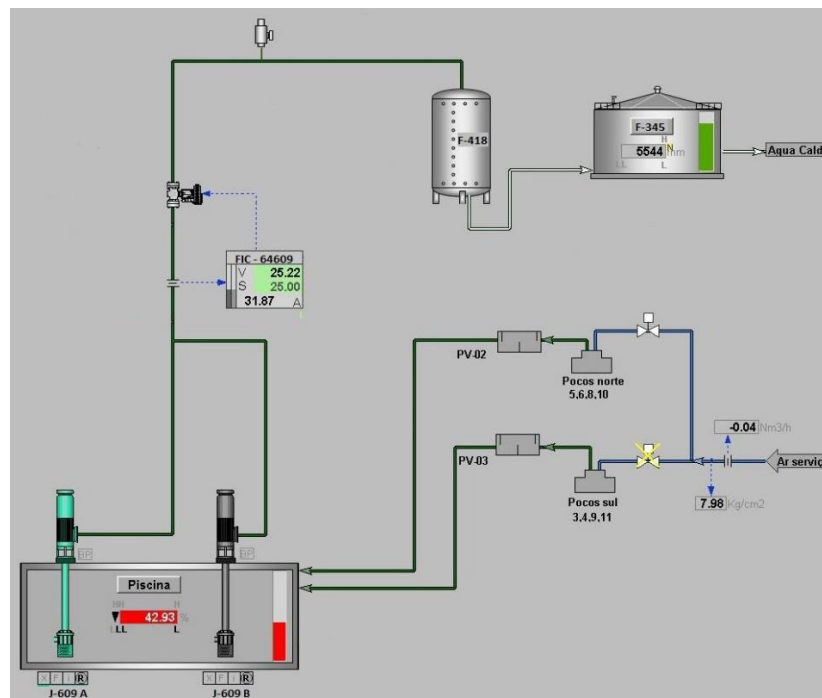 F-418
F-345
H
5544 mm
N
LL L
Agua Cald
FIC - 64609
V 25.22
S 25.00
31.87 A
L
PV-02
Pocos norte
5,6,8,10
-0.04 Nm3/h
PV-03
Ar serviç
Pocos sul
3,4,9,11
7.98 Kg/cm2
Piscina
HH H
42.93 %
LLL L
X F I R
X F I R
J-609 A
J-609 B